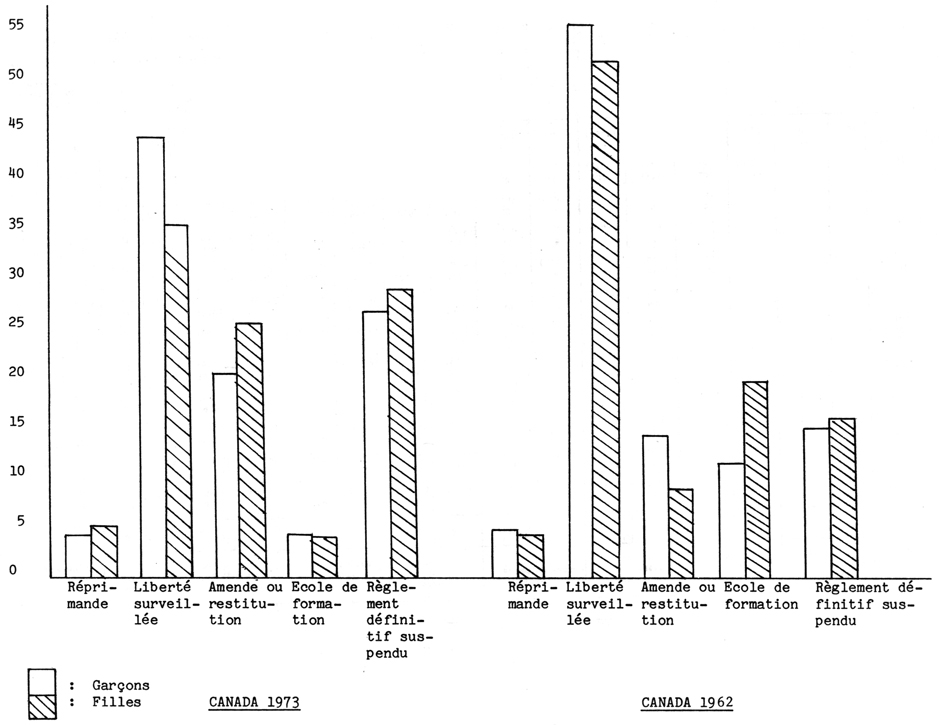 55
50
45
40
35
30
25
20
15
10
5
0
Répri-
mande
Liberté
surveil-
lée
Amende ou
restitu-
tion
Ecole de
forma-
tion
Règle-
ment
défini-
tif sus-
pendu
Répri-
mande
Liberté
surveil-
lée
Amende ou
restitu-
tion
Ecole de
formation
Règlement dé-
finitif sus-
pendu
: Garçons
: Filles
CANADA 1973
CANADA 1962